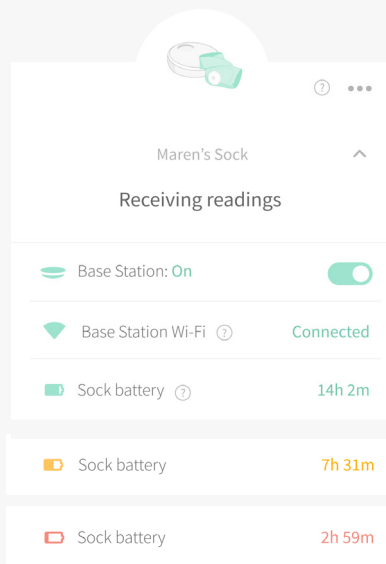 ?
Maren's Sock
Receiving readings
Base Station: On
Base Station Wi-Fi ? Connected
Sock battery ? 14h 2m
Sock battery 7h 31m
Sock battery 2h 59m